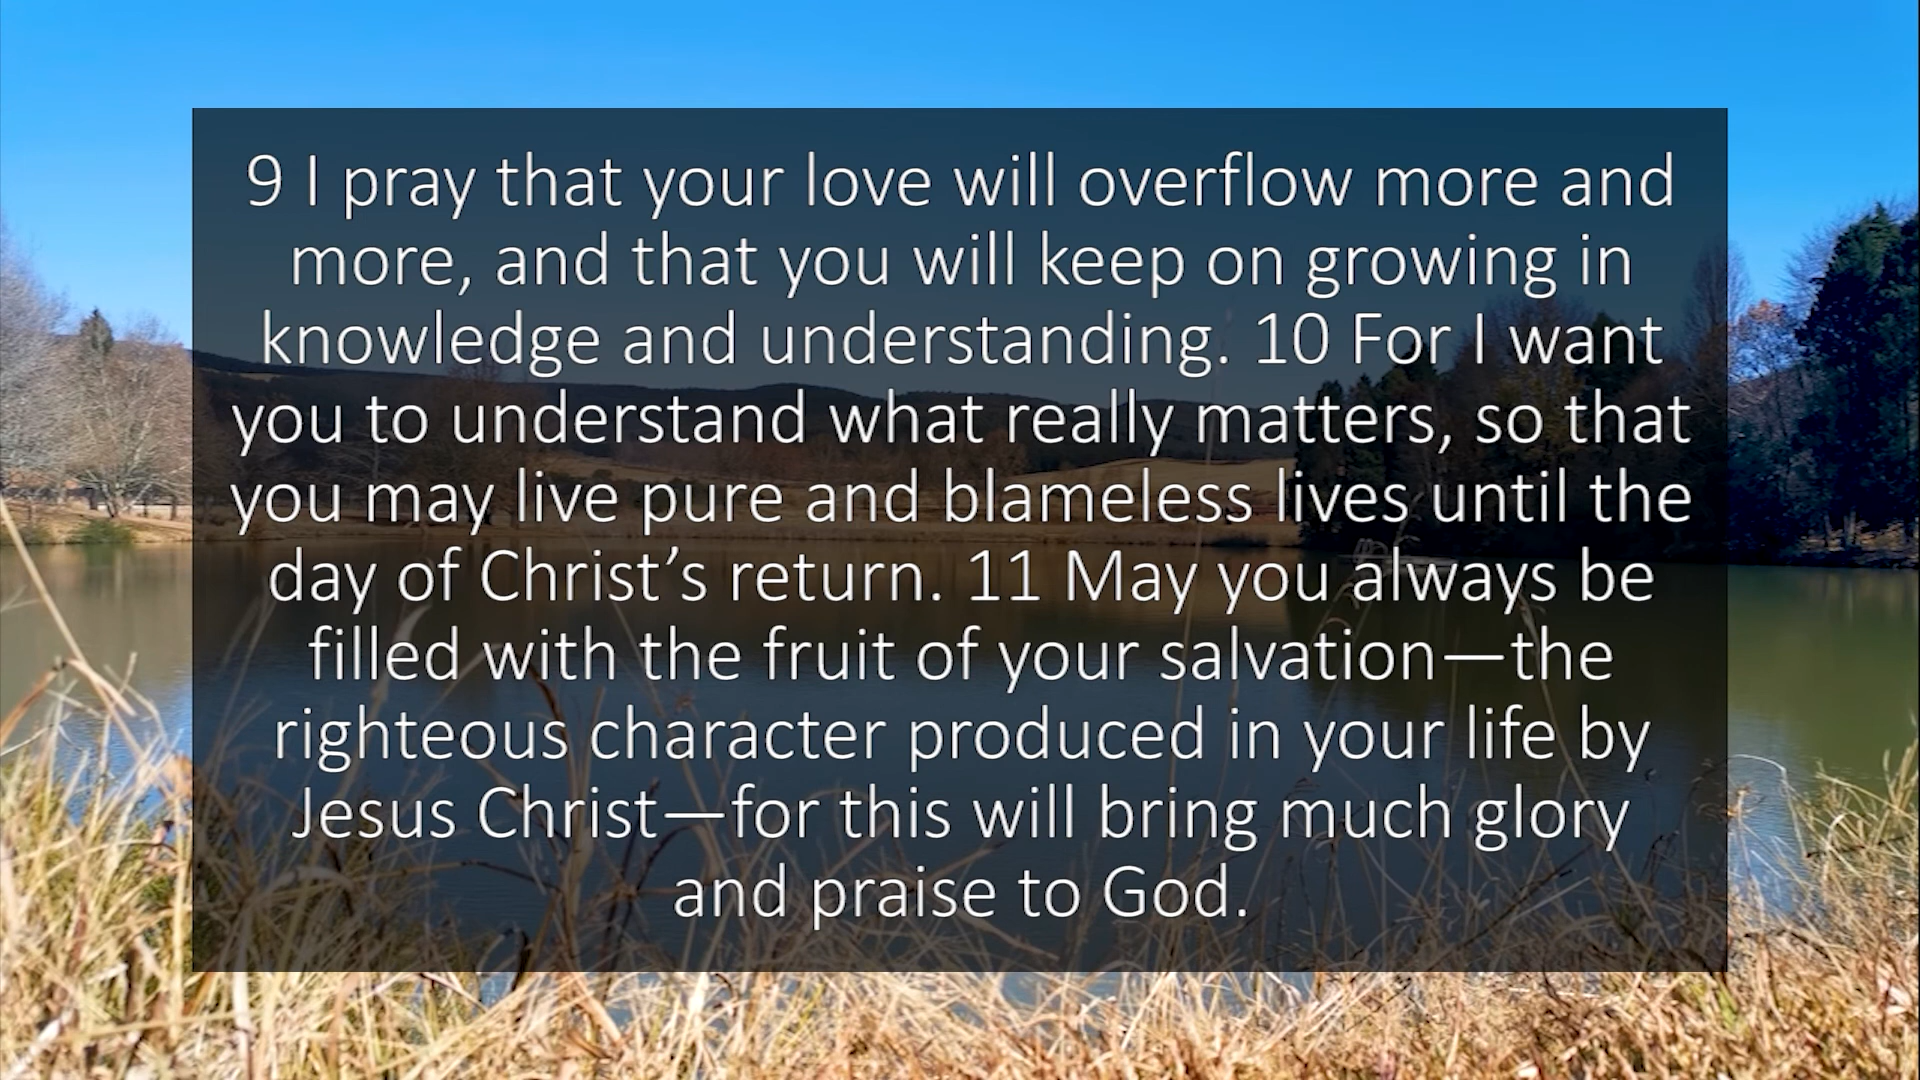 9 I pray that your love will overflow more and
more, and that you will keep on growing in
knowledge and understanding. 10 For I want
you to understand what really matters, so that
you may live pure and blameless lives until the
day of Christ’s return. 11 May you always be
filled with the fruit of your salvation—the
righteous character produced in your life by
Jesus Christ—for this will bring much glory
and praise to God.